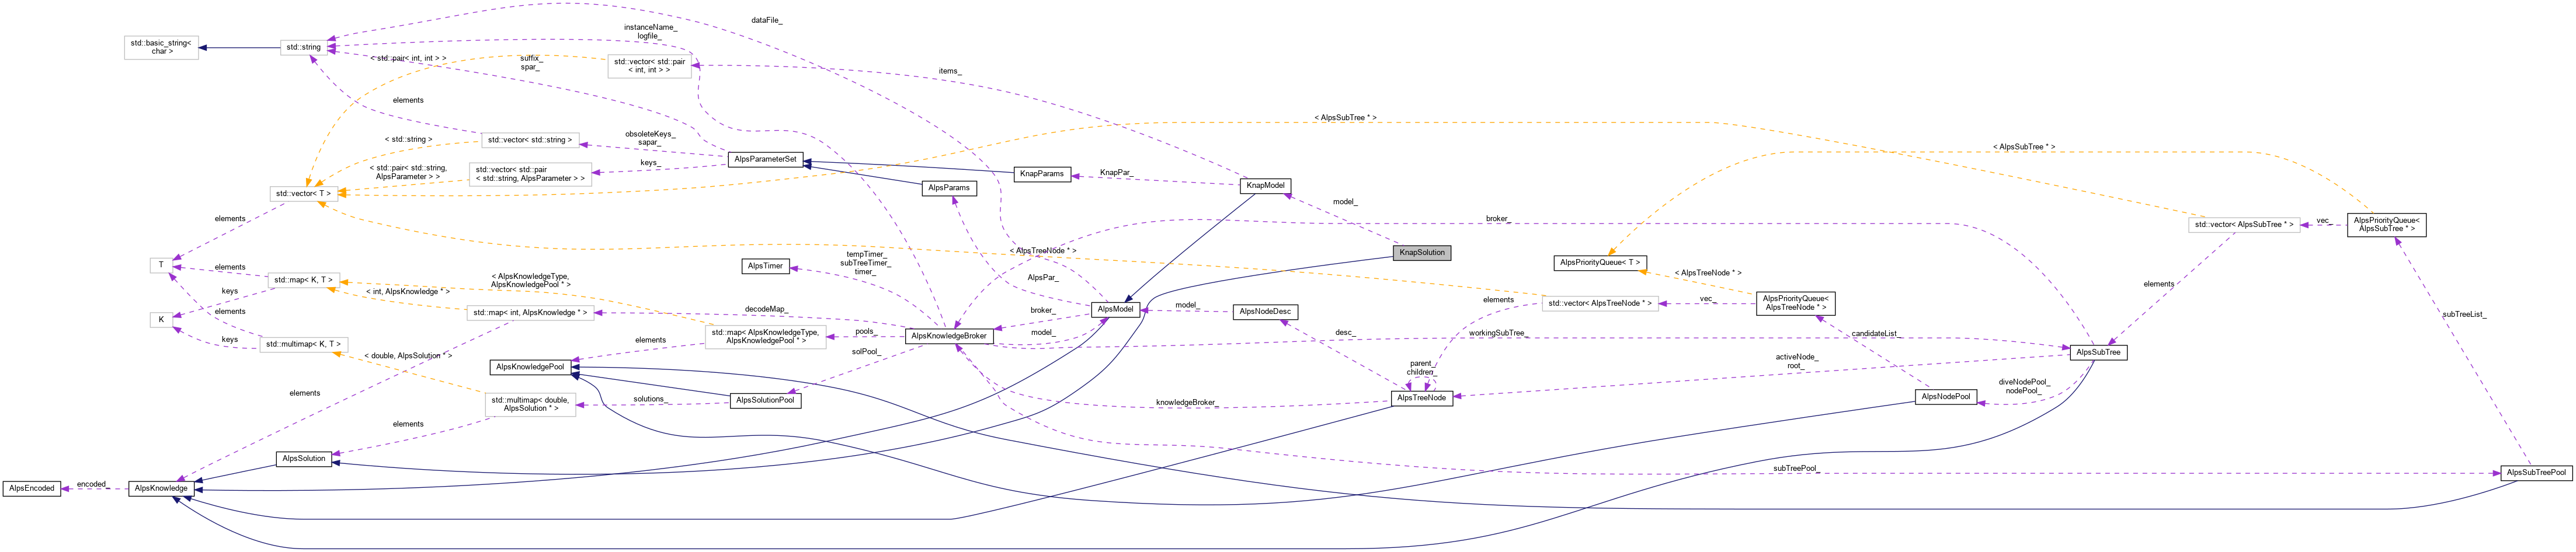 dataFile_
instanceName_
logfile_
std::basic_string<
char >
std::string
< std::pair< int, int > >
suffix_
spar_
std::vector< std::pair
< int, int > >
items_
elements
< AlpsSubTree * >
< std::string >
std::vector< std::string >
obsoleteKeys_
sapar_
< AlpsSubTree * >
AlpsParameterSet
keys_
< std::pair< std::string,
AlpsParameter > >
std::vector< std::pair
< std::string, AlpsParameter > >
KnapParams
KnapPar_
KnapModel
AlpsParams
std::vector< T >
model_
elements
broker_
vec_
std::vector< AlpsSubTree * >
AlpsPriorityQueue<
AlpsSubTree * >
< AlpsTreeNode * >
KnapSolution
T
elements
AlpsTimer
tempTimer_
subTreeTimer_
timer_
AlpsPriorityQueue< T >
std::map< K, T >
< AlpsKnowledgeType,
AlpsKnowledgePool * >
AlpsPar_
< AlpsTreeNode * >
elements
keys
< int, AlpsKnowledge * >
elements
std::vector< AlpsTreeNode * >
vec_
AlpsPriorityQueue<
AlpsTreeNode * >
K
elements
std::map< int, AlpsKnowledge * >
decodeMap_
broker_
AlpsModel
model_
AlpsNodeDesc
subTreeList_
keys
std::multimap< K, T >
elements
std::map< AlpsKnowledgeType,
AlpsKnowledgePool * >
pools_
AlpsKnowledgeBroker
model_
desc_
workingSubTree_
candidateList_
< double, AlpsSolution * >
solPool_
AlpsSubTree
AlpsKnowledgePool
parent_
children_
activeNode_
root_
elements
std::multimap< double,
AlpsSolution * >
solutions_
AlpsSolutionPool
knowledgeBroker_
AlpsTreeNode
AlpsNodePool
diveNodePool_
nodePool_
elements
AlpsSolution
subTreePool_
AlpsSubTreePool
AlpsEncoded
encoded_
AlpsKnowledge